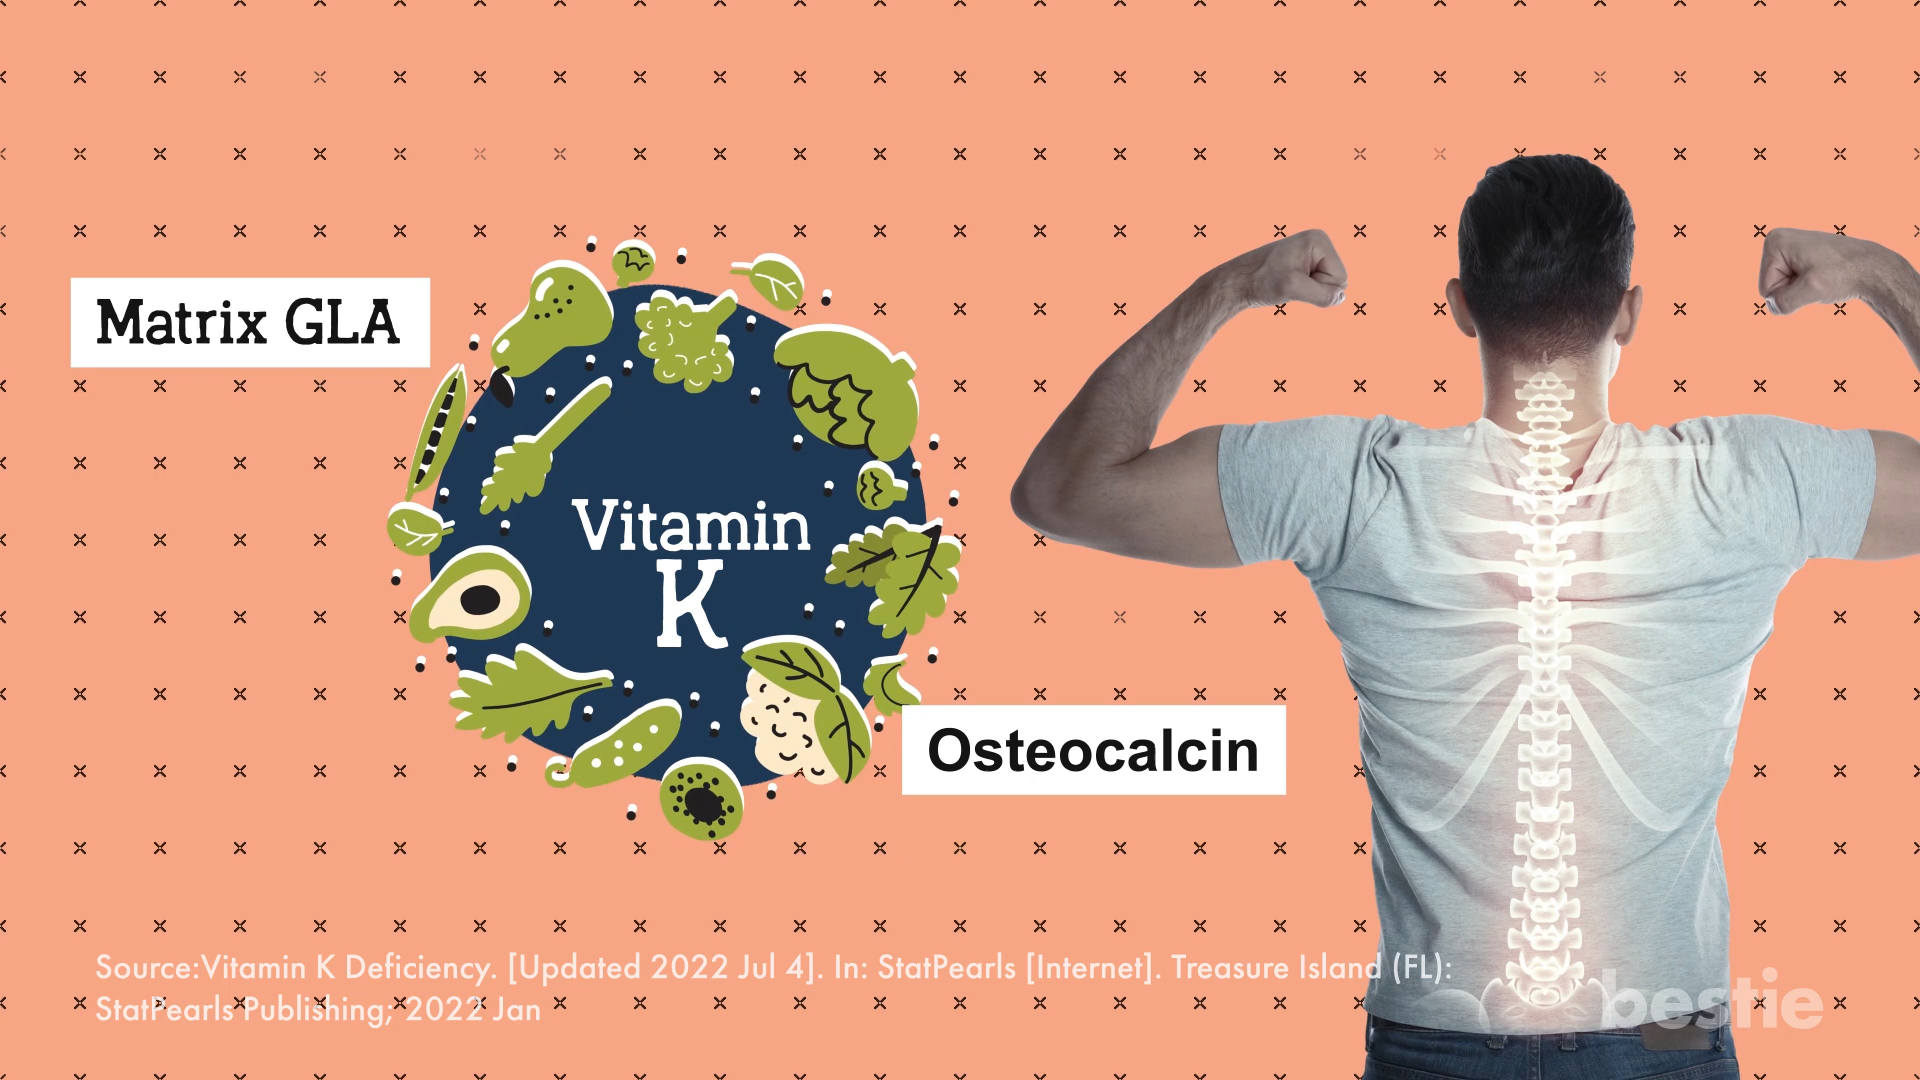 Matrix GLA
Vitamin
K
Osteocalcin
Source:Vitamin K Deficiency. [Updated 2022 Jul 4]. In: StatPearls [Internet]. Treasure Island (FL):
StatPearls Publishing; 2022 Jan
bestie